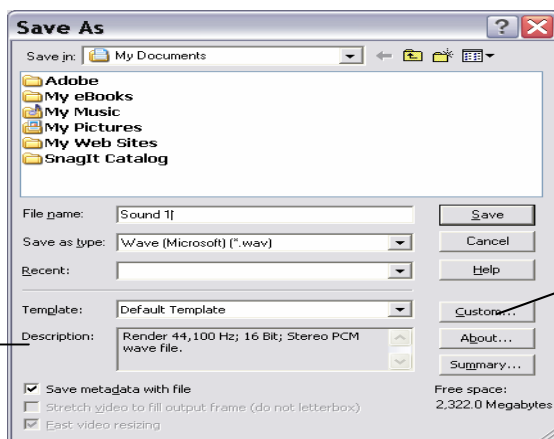 Save As
Save in: My Documents
Adobe
My eBooks
My Music
My Pictures
My Web Sites
SnagIt Catalog
File name: Sound 1
Save
Save as type: Wave (Microsoft) (*.wav)
Cancel
Recent:
Help
Template: Default Template
Custom...
Description: Render 44,100 Hz; 16 Bit; Stereo PCM
wave file.
About...
Summary...
Save metadata with file
Free space:
Stretch video to fill output frame (do not letterbox)
2,322.0 Megabytes
Fast video resizing